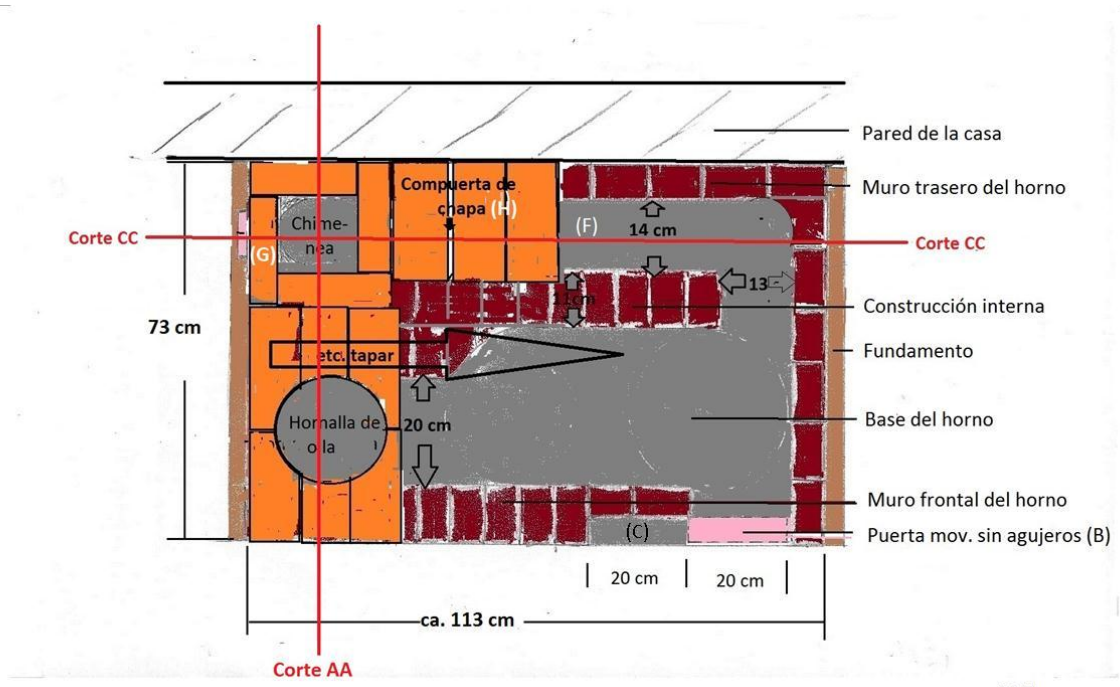 Pared de la casa
Compuerta de
chapa (H)
Muro trasero del horno
Chime-
nea
(F)
14 cm
Corte CC
(G)
Corte CC
13
11cm
Construcción interna
73 cm
etc. tapar
Fundamento
Hornalla de
olla
20 cm
Base del horno
Muro frontal del horno
(C)
Puerta mov. sin agujeros (B)
20 cm
20 cm
ca. 113 cm
Corte AA